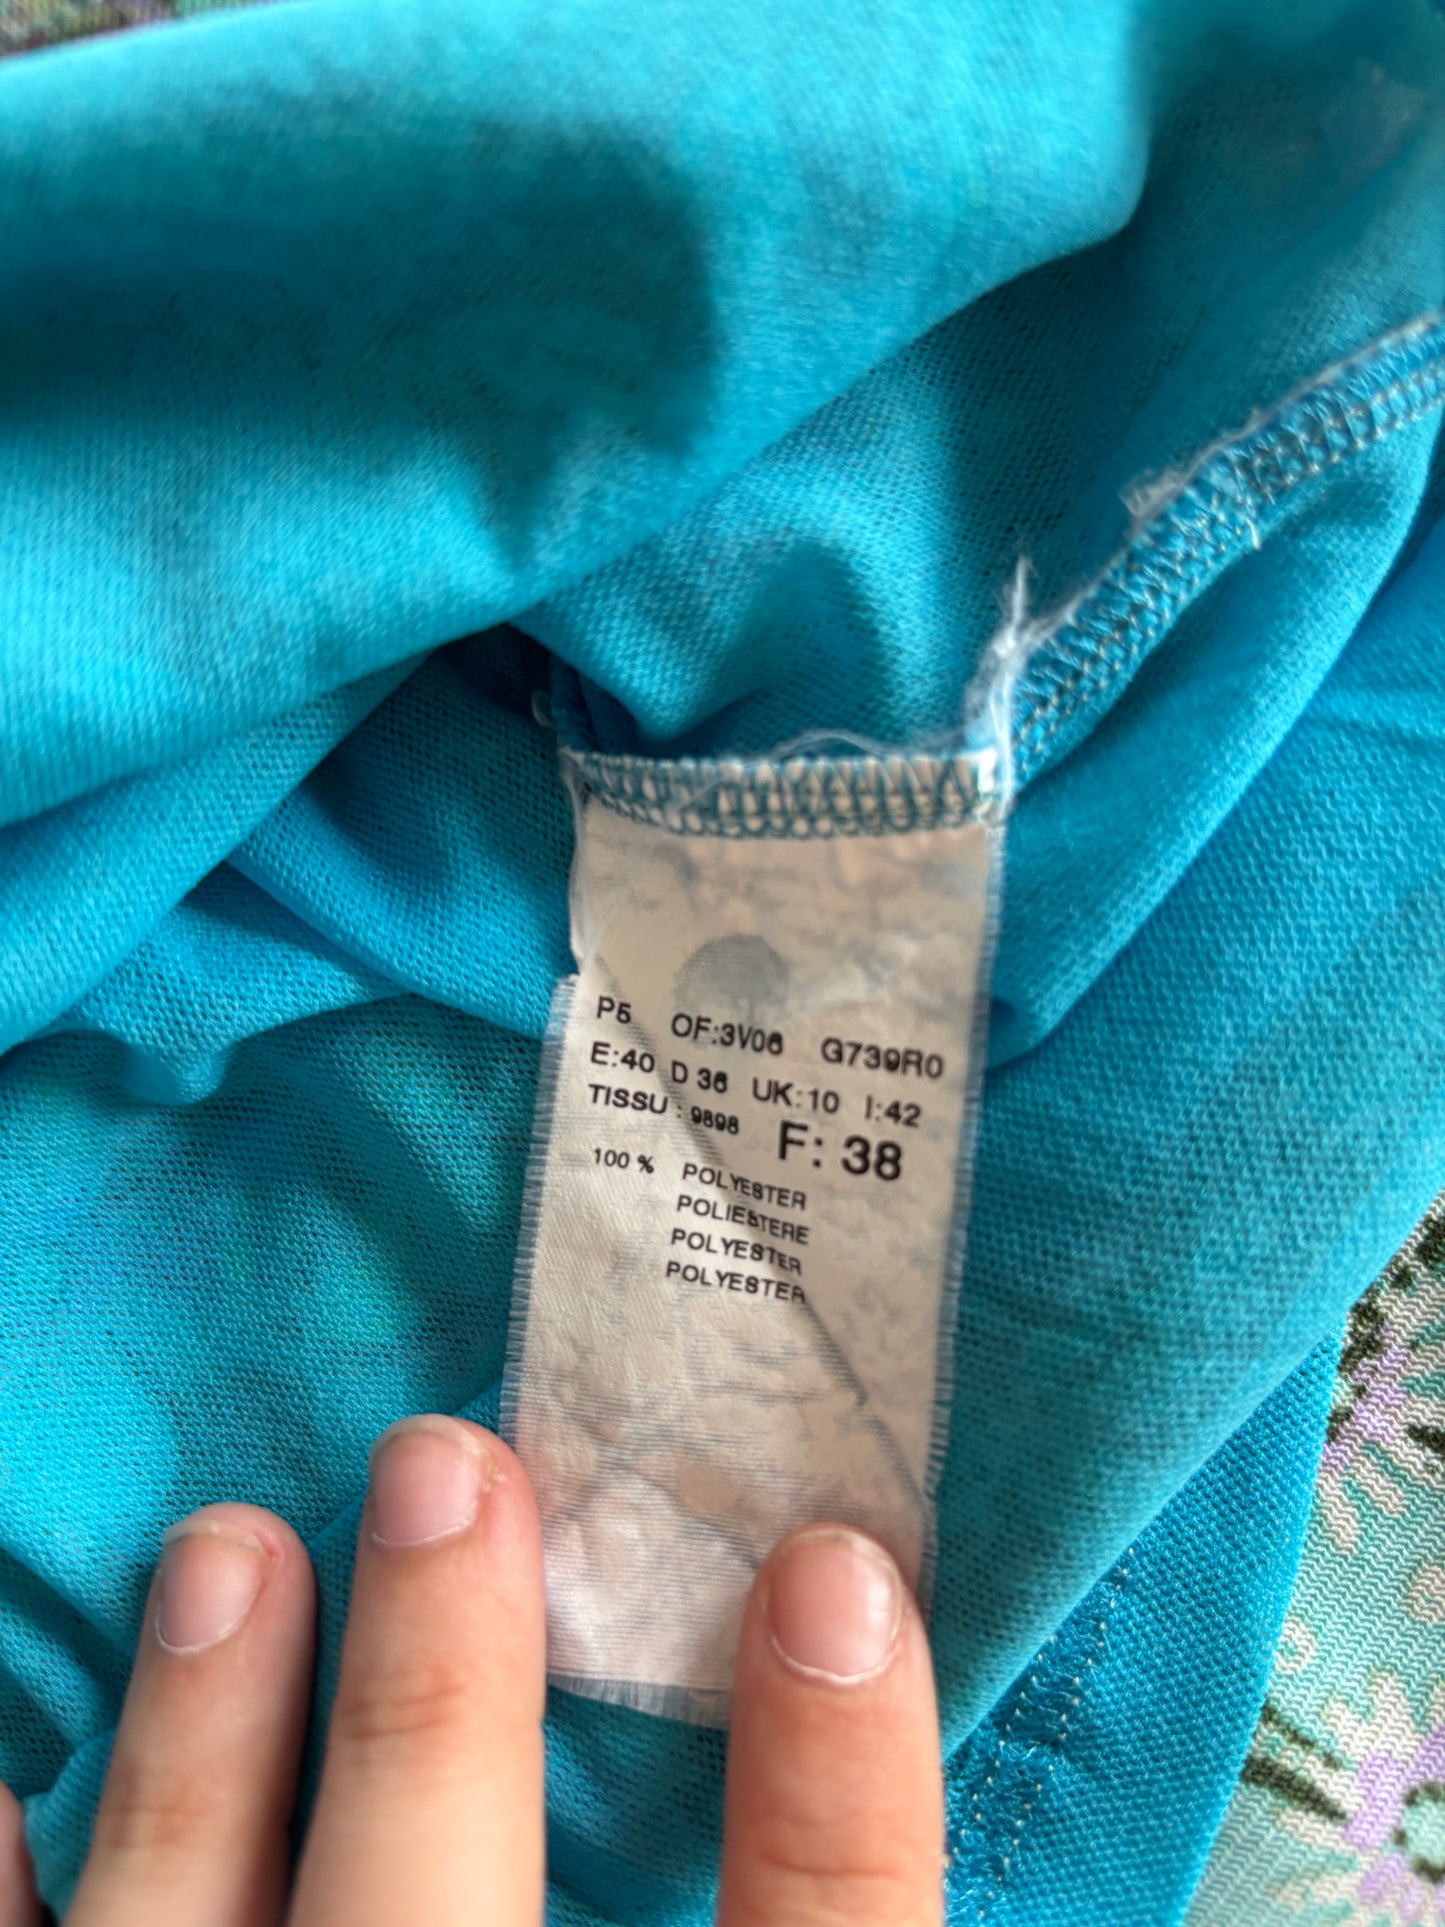 P5 OF:3V06 G739R0
E:40 D 36 UK:10 I:42
TISSU : 9898 F: 38
100 % POLYESTER
POLIESTERE
POLYESTER
POLYESTER